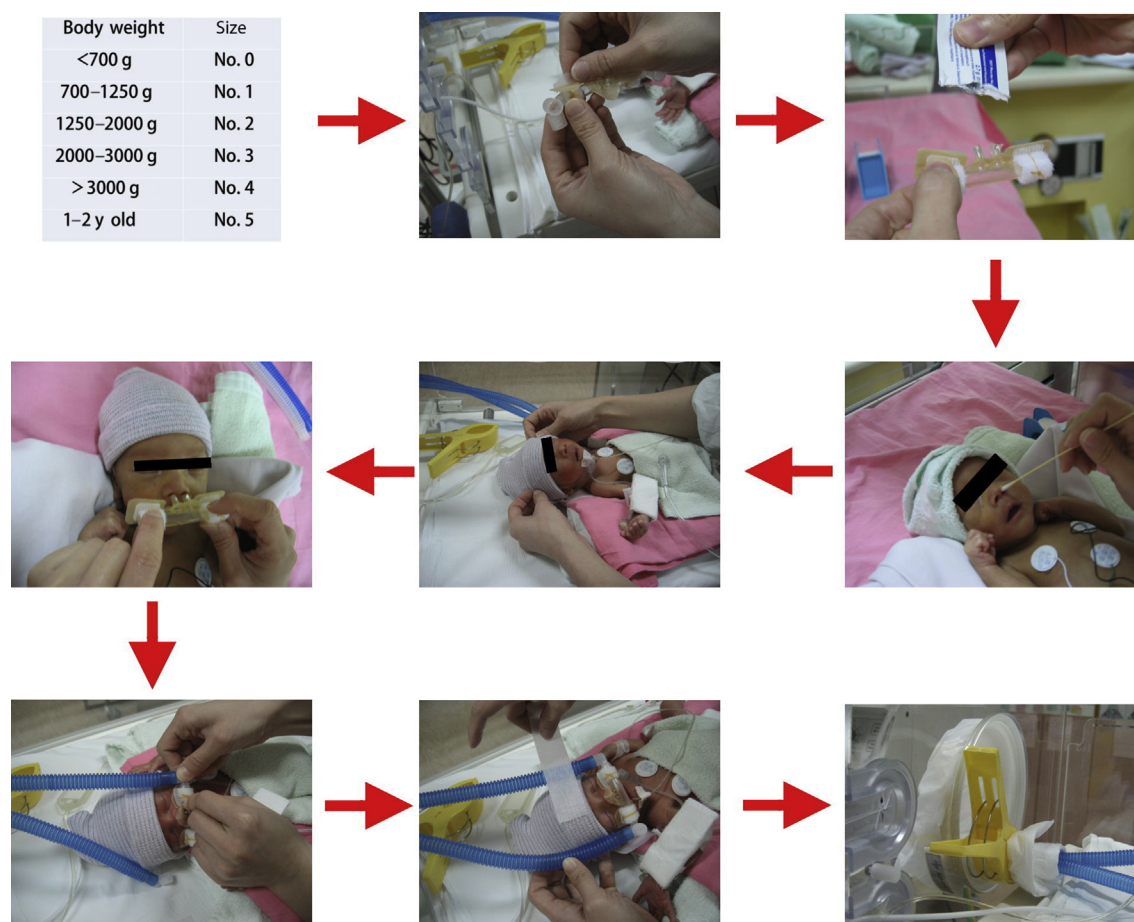 Body weight Size
<700 g No. 0
700–1250 g No. 1
1250–2000 g No. 2
2000–3000 g No. 3
>3000 g No. 4
1–2 y old No. 5